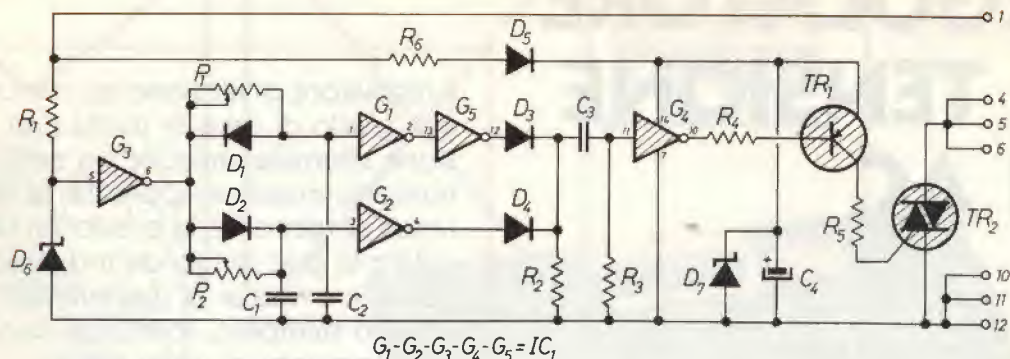 1
R6
D5
TR1
R1
P1
G1
G5
D3
C3
G4
R4
4
5
6
G3
D1
1
2
13
12
11
14
10
7
5
6
D2
G2
D4
R5
TR2
3
4
D6
P2
C1
C2
R2
R3
D7
+
C4
10
11
12
G1-G2-G3-G4-G5=IC1